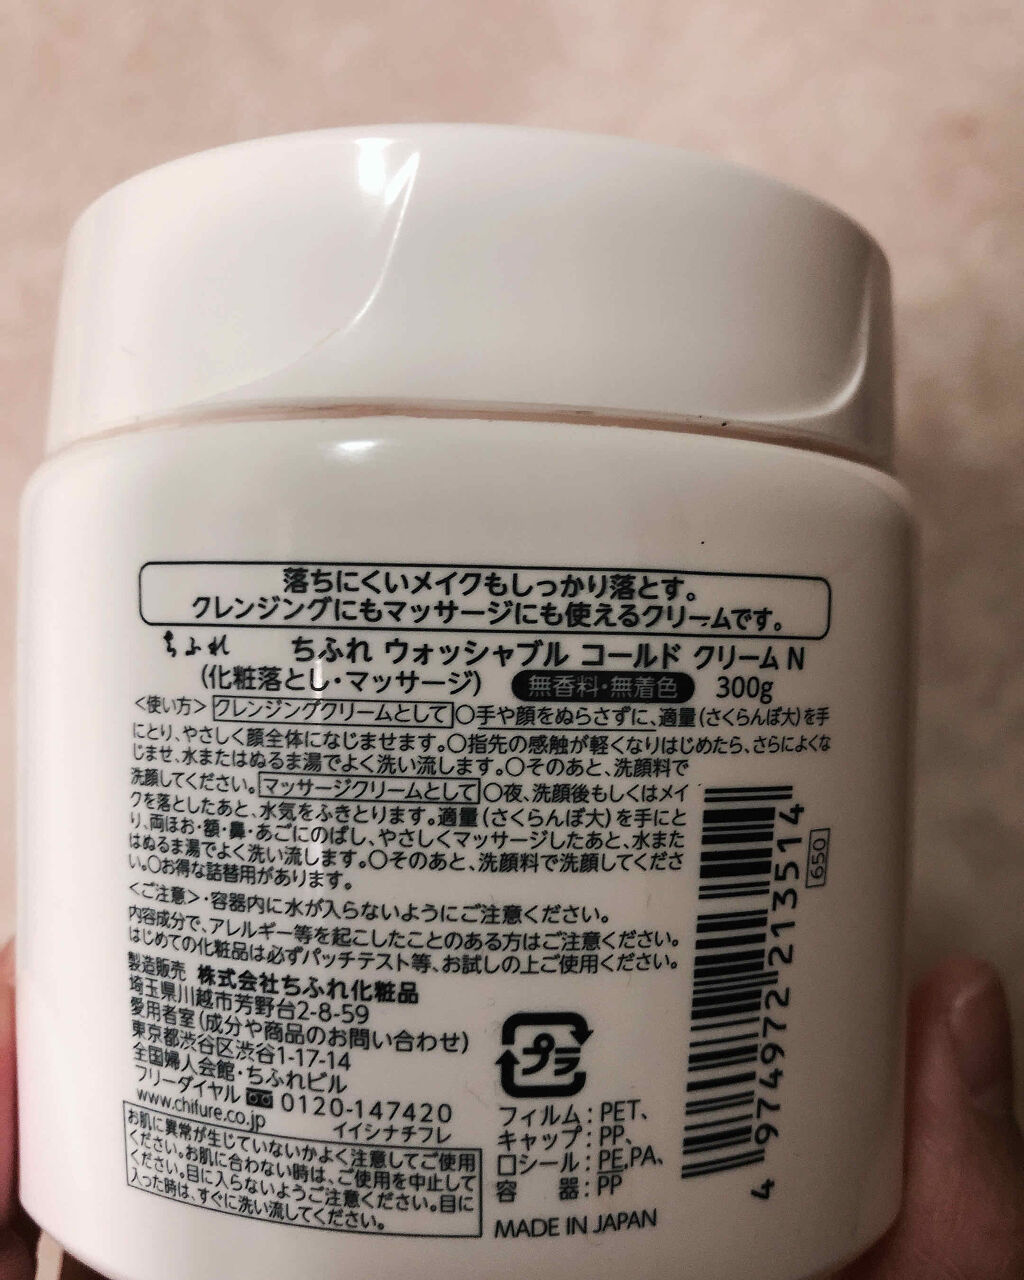 落ちにくいメイクもしっかり落とす。
クレンジングにもマッサージにも使えるクリームです。
ちふれ ちふれ ウォッシャブル コールド クリーム N
(化粧落とし・マッサージ) 無香料・無着色 300g
<使い方> クレンジングクリームとして ○手や顔をぬらさずに、適量(さくらんぼ大)を手
にとり、やさしく顔全体になじませます。○指先の感触が軽くなりはじめたら、さらによくな
じませ、水またはぬるま湯でよく洗い流します。○そのあと、洗顔料で
洗顔してください。 マッサージクリームとして ○夜、洗顔後もしくはメイ
クを落としたあと、水気をふきとります。適量(さくらんぼ大)を手にと
り、両ほお・額・鼻・あごにのばし、やさしくマッサージしたあと、水また
はぬるま湯でよく洗い流します。○そのあと、洗顔料で洗顔してくださ
い。○お得な詰替用があります。
<ご注意>・容器内に水が入らないようにご注意ください。
内容成分で、アレルギー等を起こしたことのある方はご注意ください。
はじめての化粧品は必ずパッチテスト等、お試しの上ご使用ください。
製造販売 株式会社ちふれ化粧品
埼玉県川越市芳野台2-8-59
愛用者室(成分や商品のお問い合わせ)
東京都渋谷区渋谷1-17-14
全国婦人会館・ちふれビル
フリーダイヤル 0120-147420
www.chifure.co.jp イイシナチフレ
お肌に異常が生じていないかよく注意してご使用
ください。お肌に合わない時は、ご使用を中止して
ください。目に入らないようご注意ください。目に
入った時は、すぐに洗い流してください。
プラ
フィルム:PET、
キャップ:PP、
口シール:PE,PA、
容 器:PP
MADE IN JAPAN
4 974972 213514
650